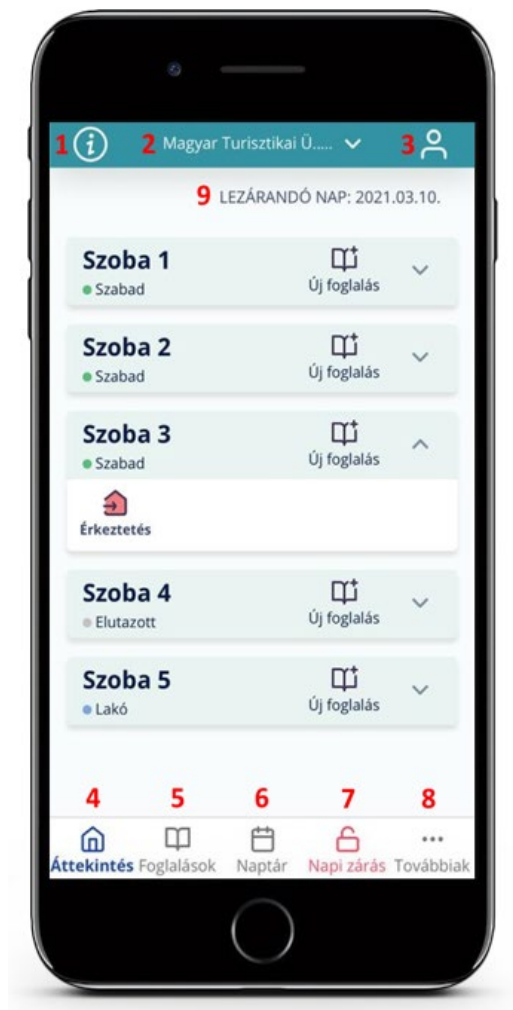 1 i 2 Magyar Turisztikai Ü..... 3
9 LEZÁRANDÓ NAP: 2021.03.10.
Szoba 1
Szabad
Új foglalás
Szoba 2
Szabad
Új foglalás
Szoba 3
Szabad
Új foglalás
Érkeztetés
Szoba 4
Elutazott
Új foglalás
Szoba 5
Lakó
Új foglalás
4 5 6 7 8
Áttekintés Foglalások Naptár Napi zárás Továbbiak